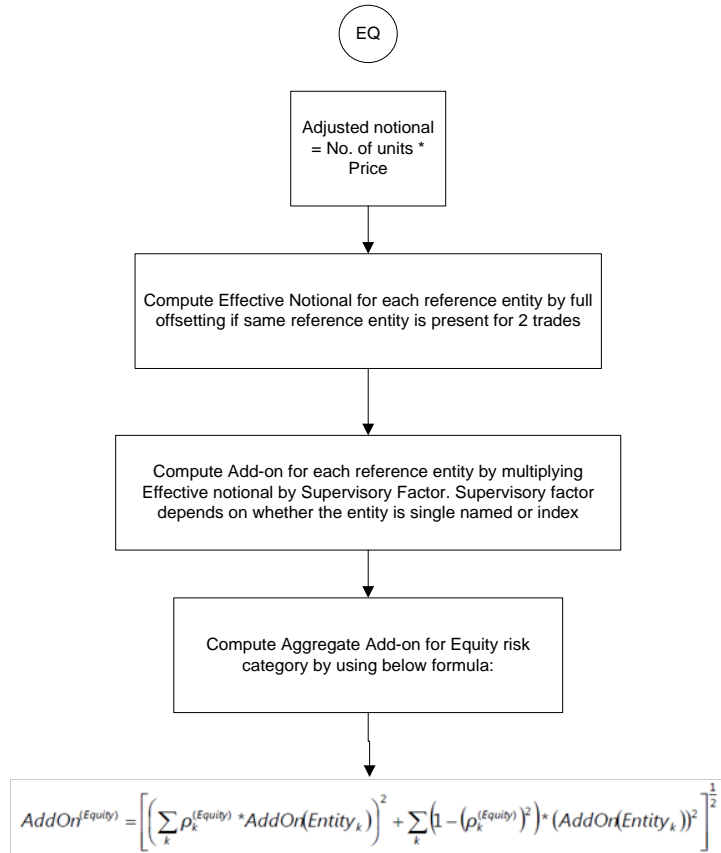 EQ
Adjusted notional
= No. of units *
Price
Compute Effective Notional for each reference entity by full
offsetting if same reference entity is present for 2 trades
Compute Add-on for each reference entity by multiplying
Effective notional by Supervisory Factor. Supervisory factor
depends on whether the entity is single named or index
Compute Aggregate Add-on for Equity risk
category by using below formula:
AddOn^(Equity) = [(∑_k ρ_k^(Equity) * AddOn(Entity_k))^2 + ∑_k (1 − (ρ_k^(Equity))^2) * (AddOn(Entity_k))^2]^1/2